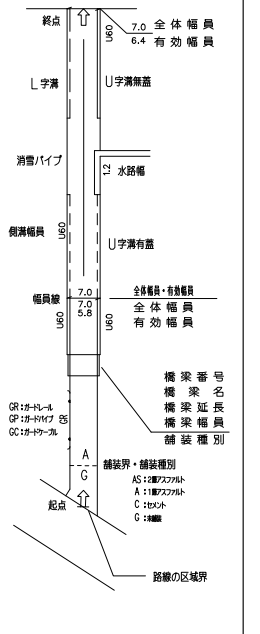 終点
U60
7.0 全体幅員
6.4 有効幅員
L字溝
U字溝無蓋
消雪パイプ
1.2
水路幅
側溝幅員
U60
U字溝有蓋
幅員線
7.0
全体幅員・有効幅員
7.0
5.8
全体幅員
有効幅員
U60
U60
橋梁番号
橋梁名
橋梁延長
橋梁幅員
舗装種別
GR:ガードレール
GP:ガードパイプ
GC:ガードケーブル
GR
A
舗装界・舗装種別
G
AS:2層アスファルト
A:1層アスファルト
C:セメント
G:未舗装
起点
路線の区域界